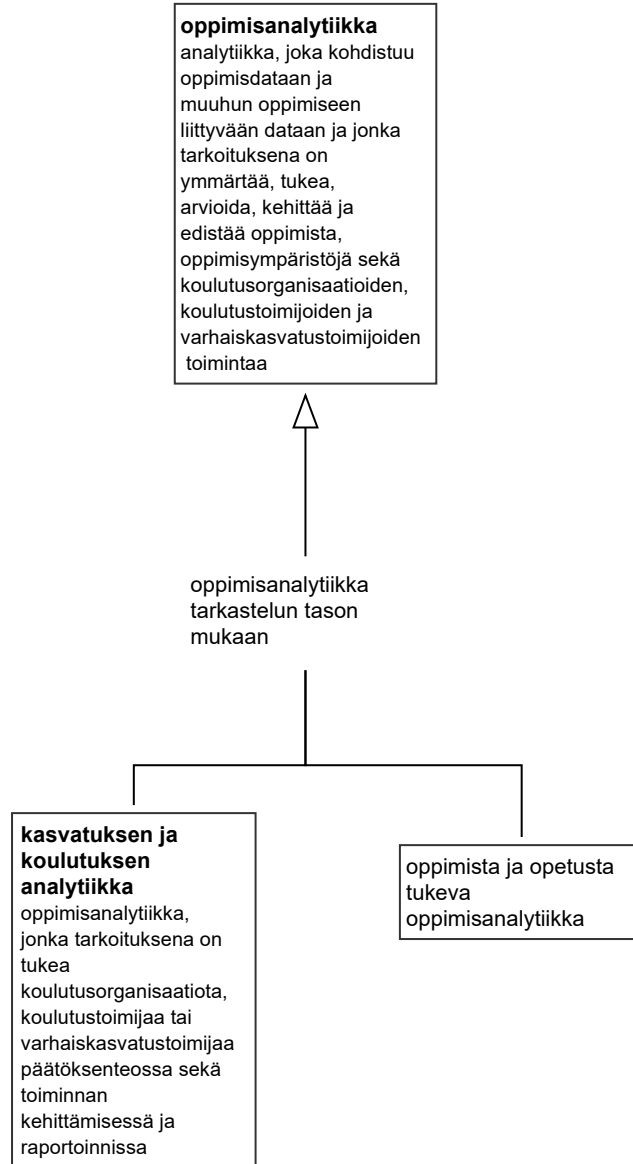 oppimisanalytiikka
analytiikka, joka kohdistuu
oppimisdataan ja
muuhun oppimiseen
liittyvään dataan ja jonka
tarkoituksena on
ymmärtää, tukea,
arvioida, kehittää ja
edistää oppimista,
oppimisympäristöjä sekä
koulutusorganisaatioiden,
koulutustoimijoiden ja
varhaiskasvatustoimijoiden
toimintaa
oppimisanalytiikka
tarkastelun tason
mukaan
kasvatuksen ja
koulutuksen
analytiikka
oppimisanalytiikka,
jonka tarkoituksena on
tukea
koulutusorganisaatiota,
koulutustoimijaa tai
varhaiskasvatustoimijaa
päätöksenteossa sekä
toiminnan
kehittämisessä ja
raportoinnissa
oppimista ja opetusta
tukeva
oppimisanalytiikka